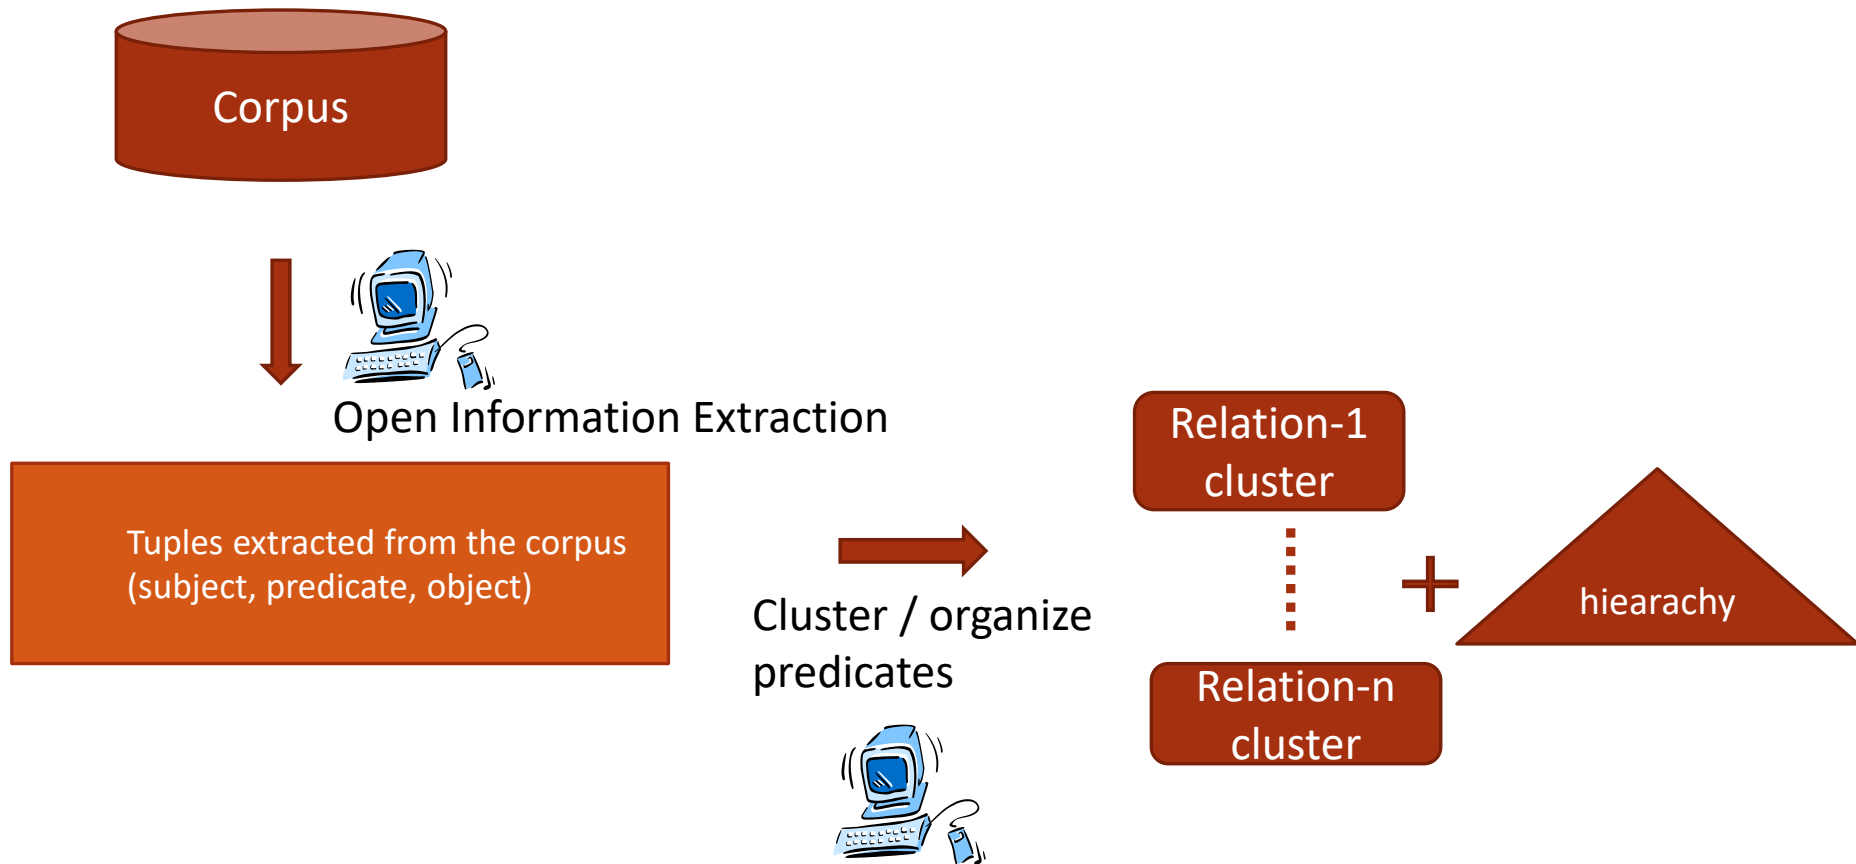 Corpus
Open Information Extraction
Tuples extracted from the corpus
(subject, predicate, object)
Cluster / organize
predicates
Relation-1
cluster
hiearachy
Relation-n
cluster